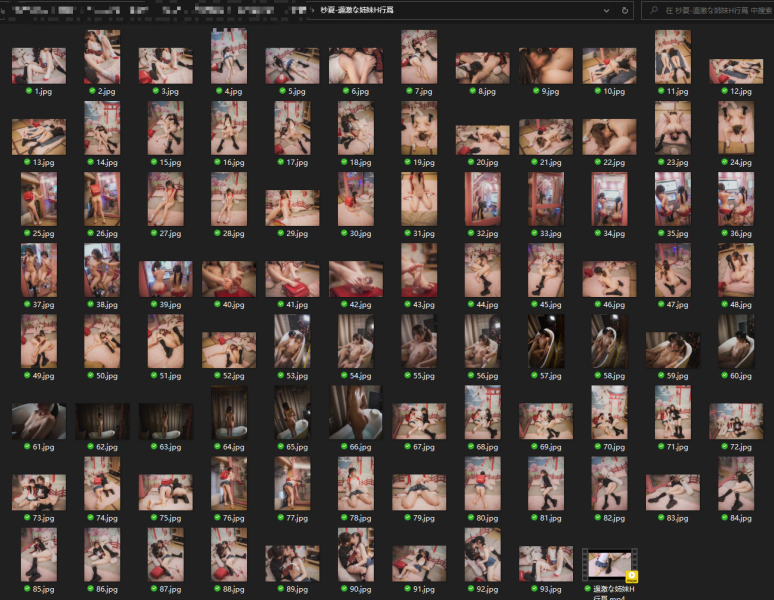 纱夏-過激な姉妹H行爲
在 纱夏-過激な姉妹H行爲 中搜索
1.jpg 2.jpg 3.jpg 4.jpg 5.jpg 6.jpg 7.jpg 8.jpg 9.jpg 10.jpg 11.jpg 12.jpg
13.jpg 14.jpg 15.jpg 16.jpg 17.jpg 18.jpg 19.jpg 20.jpg 21.jpg 22.jpg 23.jpg 24.jpg
25.jpg 26.jpg 27.jpg 28.jpg 29.jpg 30.jpg 31.jpg 32.jpg 33.jpg 34.jpg 35.jpg 36.jpg
37.jpg 38.jpg 39.jpg 40.jpg 41.jpg 42.jpg 43.jpg 44.jpg 45.jpg 46.jpg 47.jpg 48.jpg
49.jpg 50.jpg 51.jpg 52.jpg 53.jpg 54.jpg 55.jpg 56.jpg 57.jpg 58.jpg 59.jpg 60.jpg
61.jpg 62.jpg 63.jpg 64.jpg 65.jpg 66.jpg 67.jpg 68.jpg 69.jpg 70.jpg 71.jpg 72.jpg
73.jpg 74.jpg 75.jpg 76.jpg 77.jpg 78.jpg 79.jpg 80.jpg 81.jpg 82.jpg 83.jpg 84.jpg
85.jpg 86.jpg 87.jpg 88.jpg 89.jpg 90.jpg 91.jpg 92.jpg 93.jpg 過激な姉妹H
行爲.mp4